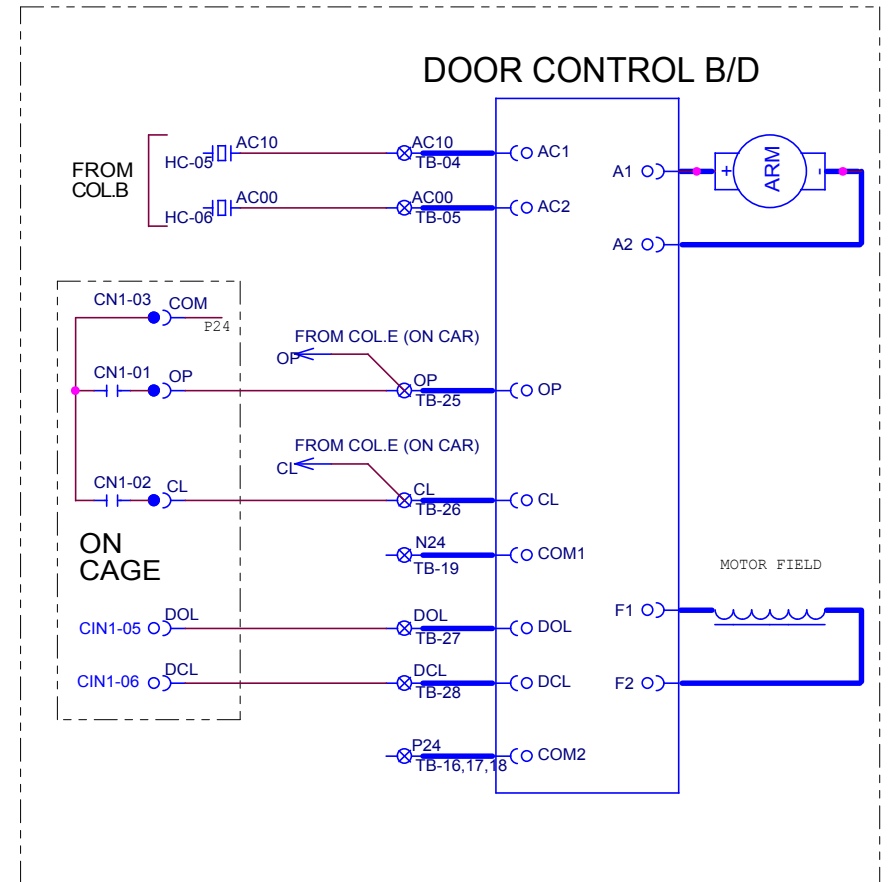 DOOR CONTROL B/D
FROM
COL.B
HC-05
AC10
AC10
TB-04
AC1
HC-06
AC00
AC00
TB-05
AC2
A1
+
ARM
-
A2
CN1-03
COM
P24
FROM COL.E (ON CAR)
OP
CN1-01
OP
OP
TB-25
OP
FROM COL.E (ON CAR)
CL
CN1-02
CL
CL
TB-26
CL
ON
CAGE
N24
TB-19
COM1
MOTOR FIELD
CIN1-05
DOL
DOL
TB-27
DOL
F1
CIN1-06
DCL
DCL
TB-28
DCL
F2
P24
TB-16,17,18
COM2